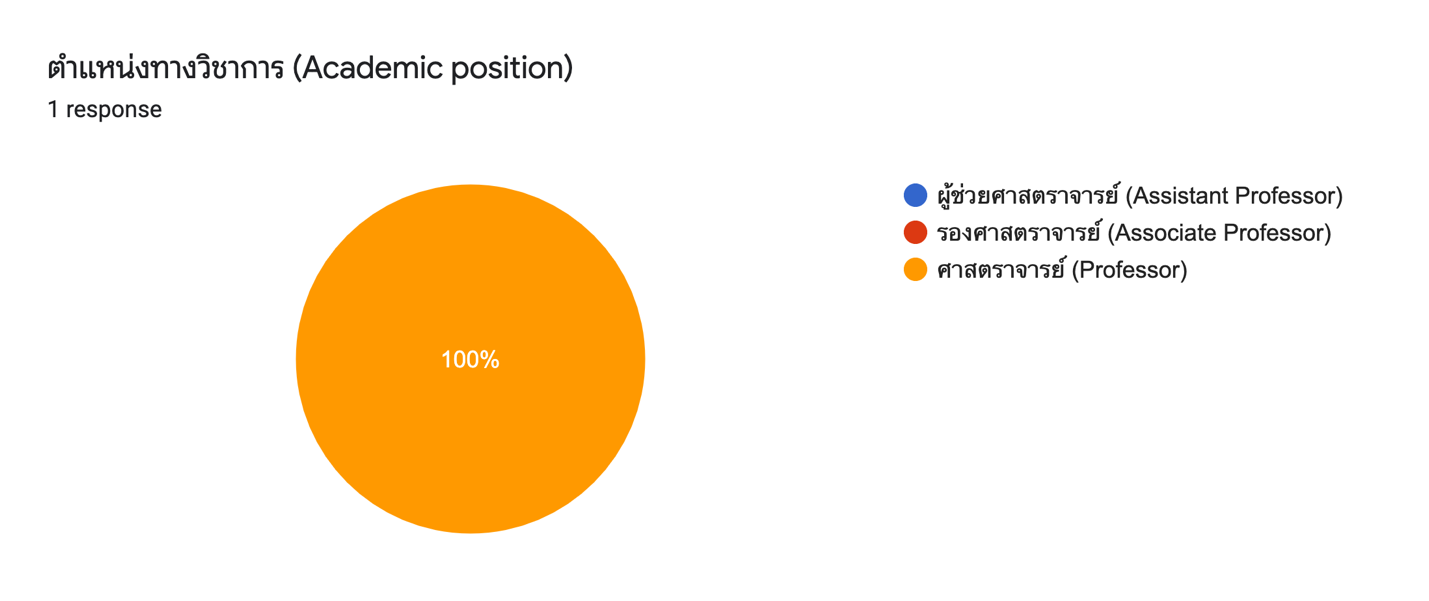 ตำแหน่งทางวิชาการ (Academic position)
1 response
100%
ผู้ช่วยศาสตราจารย์ (Assistant Professor)
รองศาสตราจารย์ (Associate Professor)
ศาสตราจารย์ (Professor)